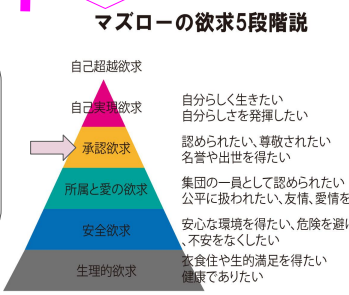 マズローの欲求5段階説
自己超越欲求
自己実現欲求
自分らしく生きたい
自分らしさを発揮したい
承認欲求
認められたい、尊敬されたい
名誉や出世を得たい
所属と愛の欲求
集団の一員として認められたい
公平に扱われたい、友情、愛情を
安全欲求
安心な環境を得たい、危険を避け
、不安をなくしたい
生理的欲求
衣食住や生的満足を得たい
健康でありたい